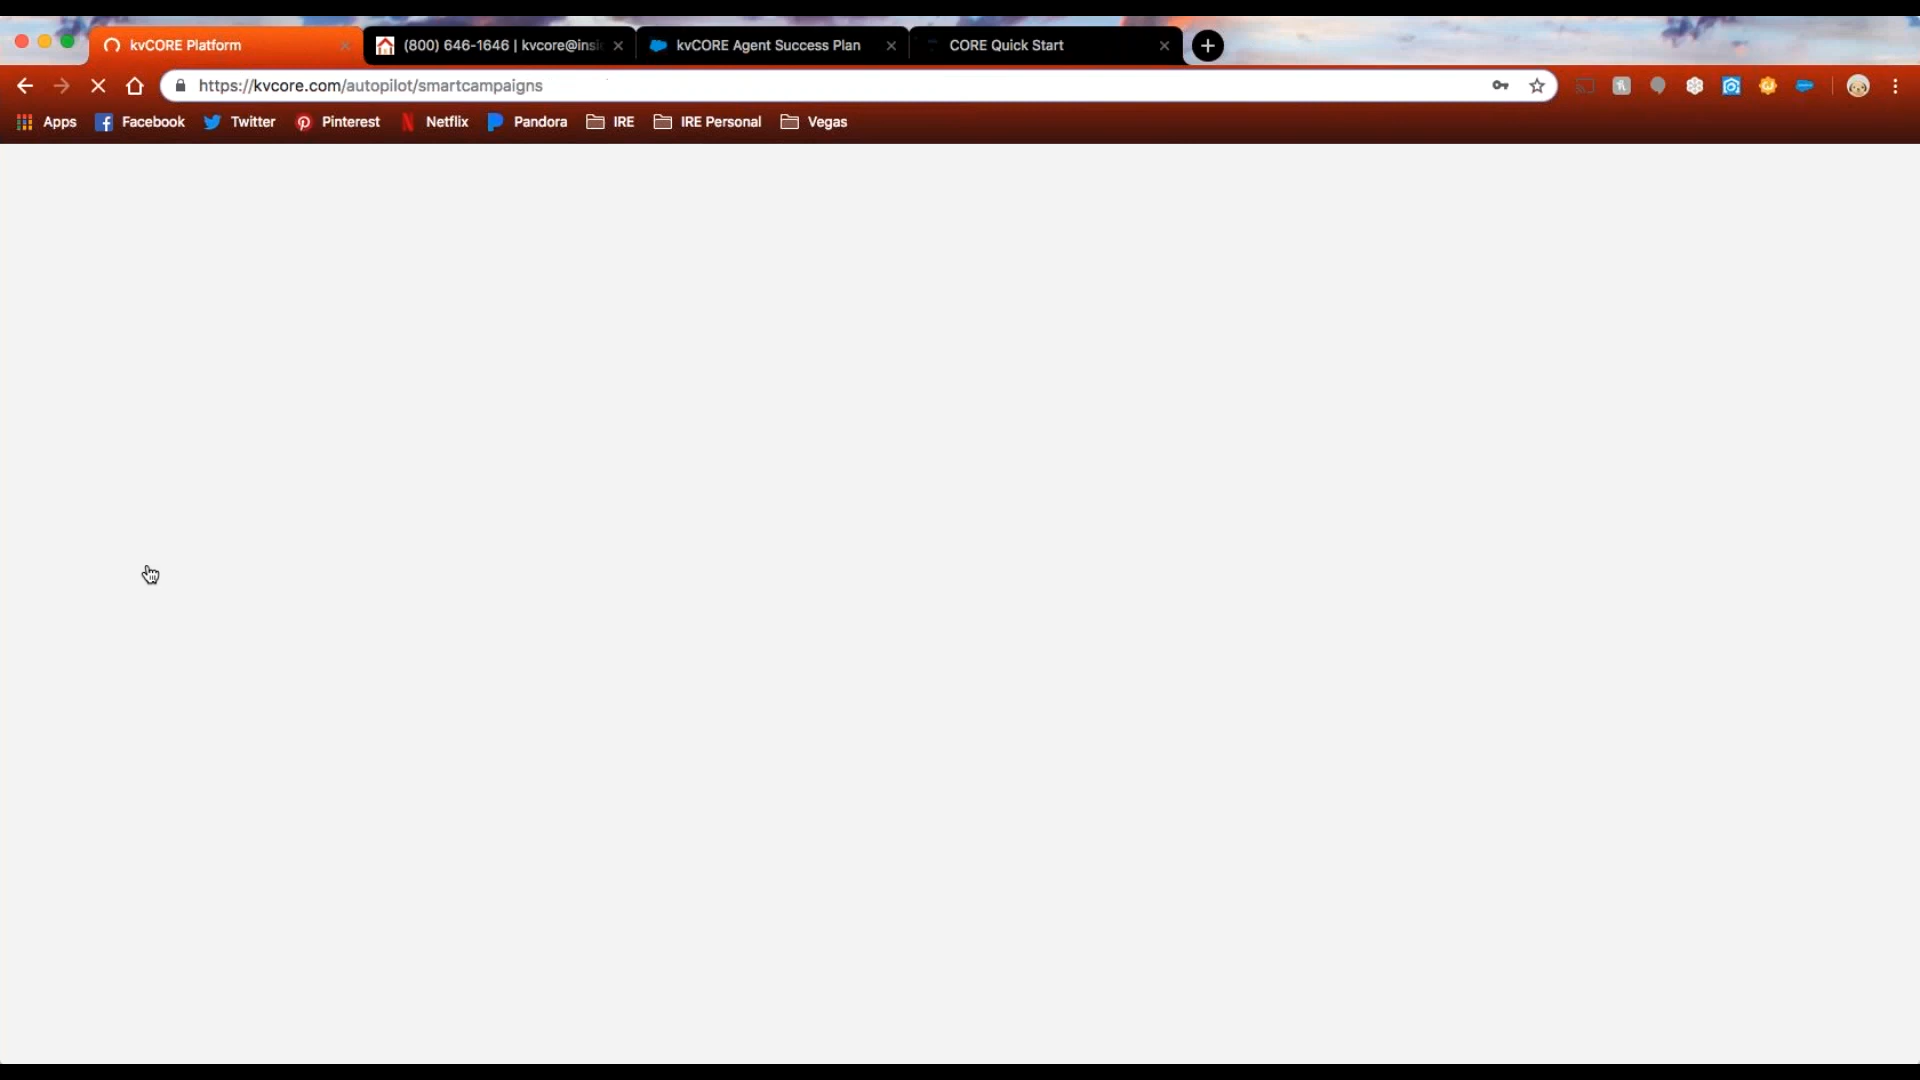 kvCORE Platform
(800) 646-1646 | kvcore@insi
kvCORE Agent Success Plan
CORE Quick Start
https://kvcore.com/autopilot/smartcampaigns
Apps Facebook Twitter Pinterest Netflix Pandora IRE IRE Personal Vegas